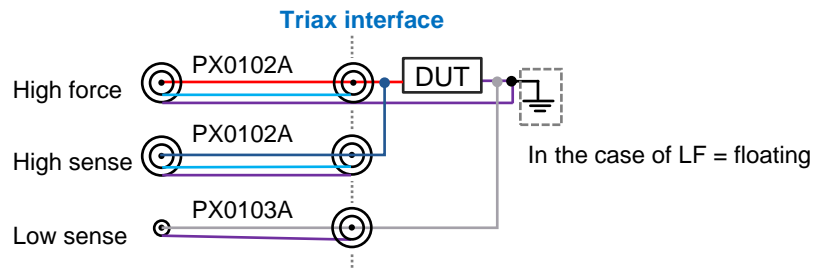 Triax interface
PX0102A
DUT
High force
PX0102A
High sense
In the case of LF = floating
PX0103A
Low sense